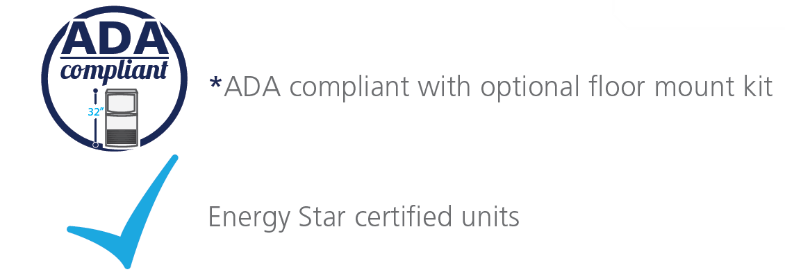 ADA
compliant
32"
*ADA compliant with optional floor mount kit
Energy Star certified units